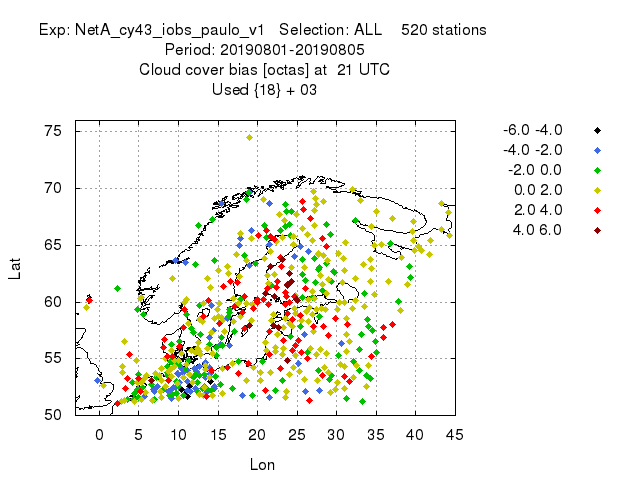 Exp: NetA_cy43_iobs_paulo_v1   Selection: ALL    520 stations
Period: 20190801-20190805
Cloud cover bias [octas] at  21 UTC
Used {18} + 03
75
70
65
60
55
50
Lat
0 5 10 15 20 25 30 35 40 45
Lon
-6.0 -4.0
-4.0 -2.0
-2.0 0.0
0.0 2.0
2.0 4.0
4.0 6.0